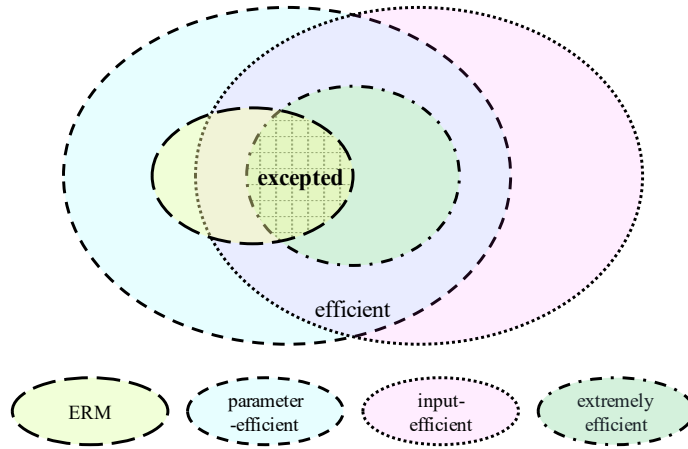 excepted
efficient
ERM
parameter
-efficient
input-
efficient
extremely
efficient